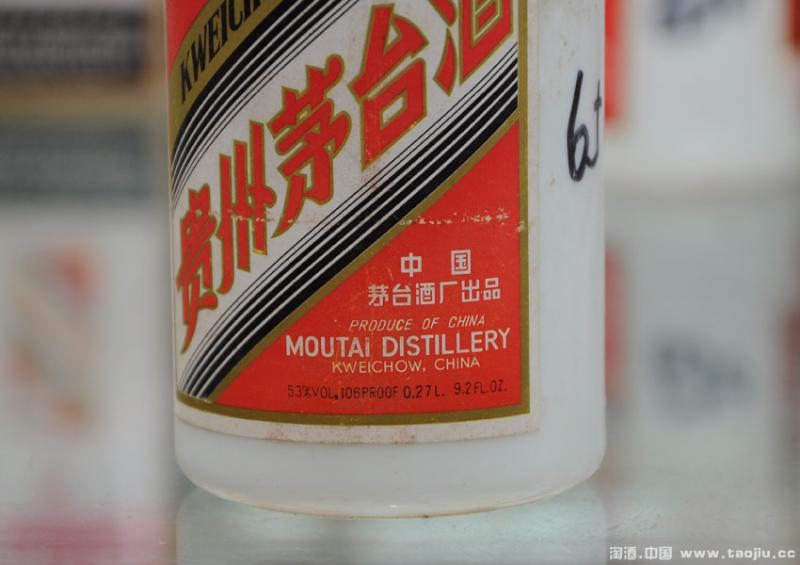 KWEICH
贵州茅台酒
中国
茅台酒厂出品
PRODUCE OF CHINA
MOUTAI DISTILLERY
KWEICHOW, CHINA
53%VOL,106PROOF 0.27L. 9.2FL.OZ.
淘酒.中国 www.taojiu.cc